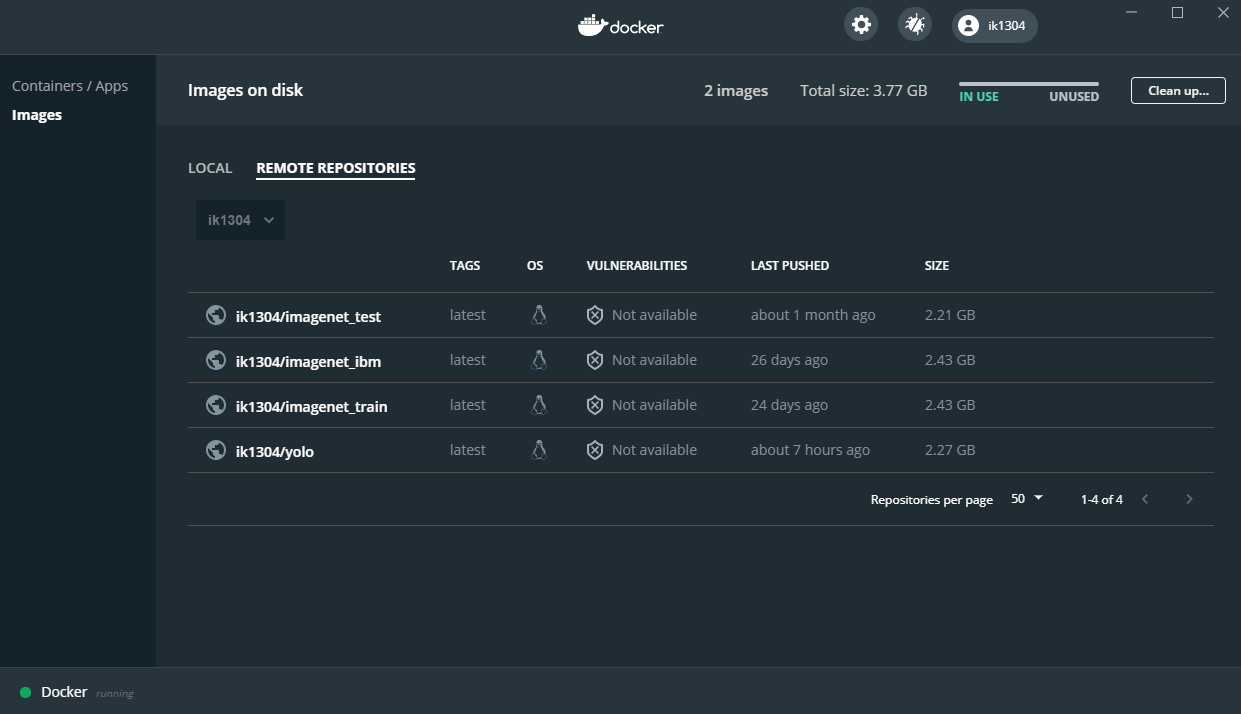 docker
ik1304
Containers / Apps
Images
Images on disk
2 images
Total size: 3.77 GB
IN USE
UNUSED
Clean up...
LOCAL
REMOTE REPOSITORIES
ik1304
TAGS OS VULNERABILITIES LAST PUSHED SIZE
ik1304/imagenet_test latest Not available about 1 month ago 2.21 GB
ik1304/imagenet_ibm latest Not available 26 days ago 2.43 GB
ik1304/imagenet_train latest Not available 24 days ago 2.43 GB
ik1304/yolo latest Not available about 7 hours ago 2.27 GB
Repositories per page 50 1-4 of 4
Docker running